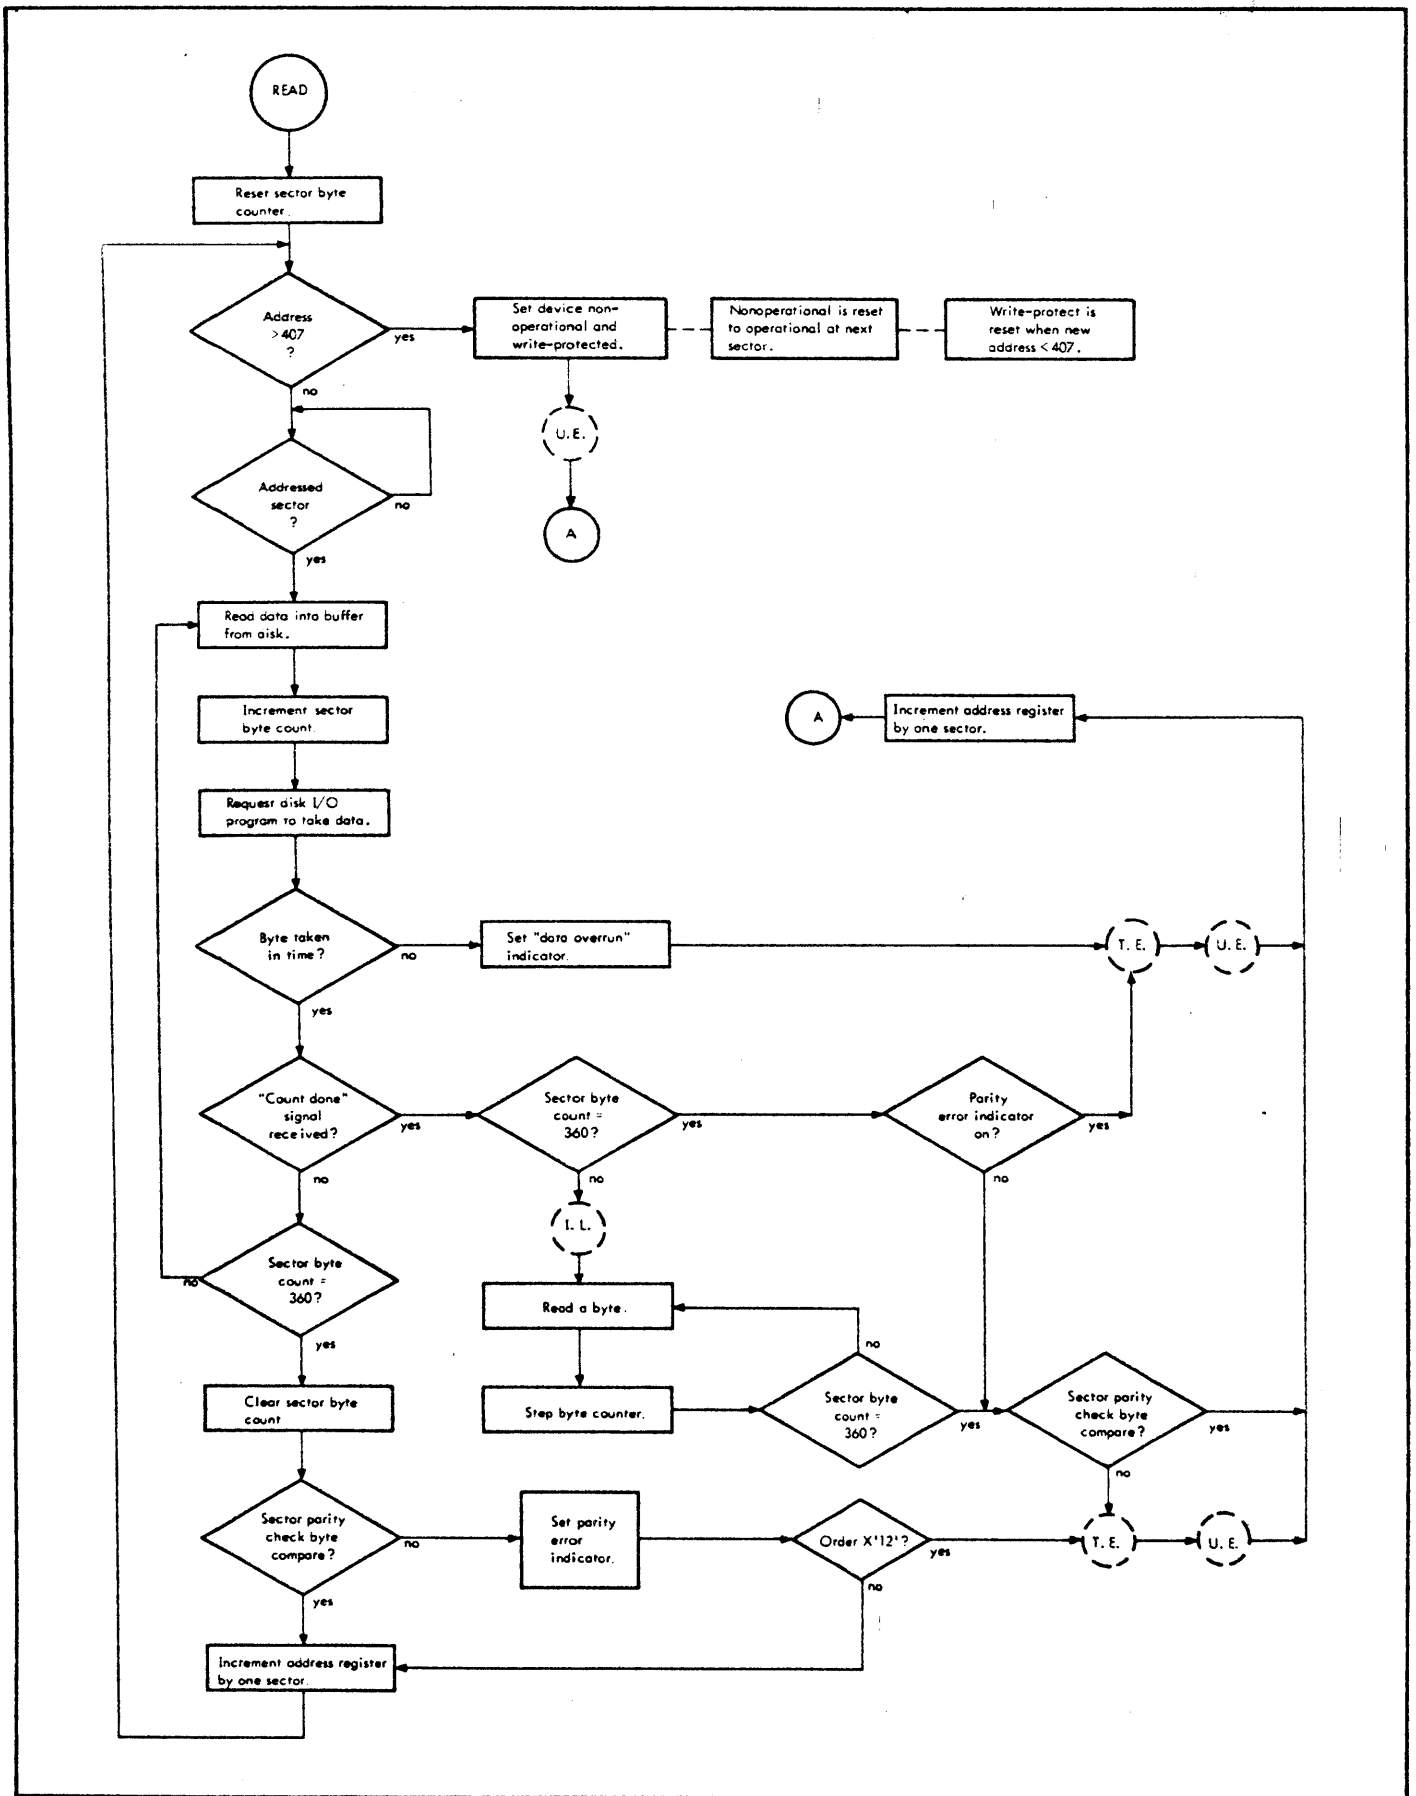 READ
Reset sector byte
counter.
Address
>407
?
yes
no
Set device non-
operational and
write-protected.
Nonoperational is reset
to operational at next
sector.
Write-protect is
reset when new
address < 407.
U.E.
A
Addressed
sector
?
no
yes
Read data into buffer
from disk.
Increment sector
byte count.
A
Increment address register
by one sector.
Request disk I/O
program to take data.
Byte taken
in time?
no
yes
Set "data overrun"
indicator.
T.E.
U.E.
"Count done"
signal
received?
yes
no
Sector byte
count =
360?
yes
no
Parity
error indicator
on?
yes
no
I.L.
Sector byte
count =
360?
no
yes
Read a byte.
Step byte counter.
Sector byte
count =
360?
no
yes
Sector parity
check byte
compare?
yes
no
Clear sector byte
count
Sector parity
check byte
compare?
no
yes
Set parity
error
indicator.
Order X'12'?
yes
no
T.E.
U.E.
Increment address register
by one sector.